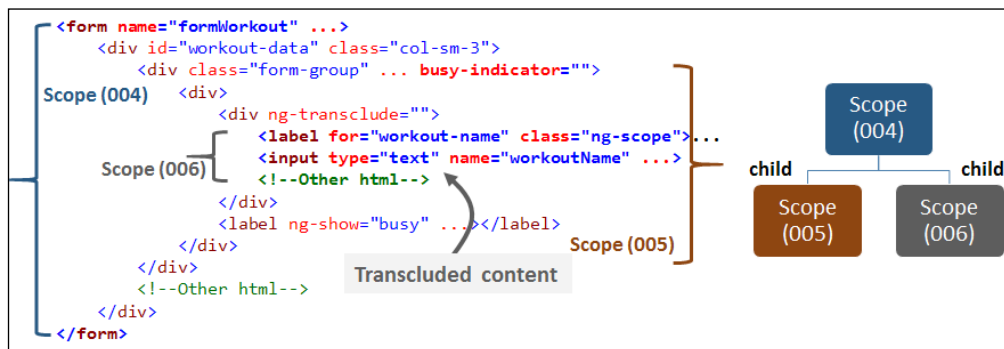 <form name="formWorkout" ...>
<div id="workout-data" class="col-sm-3">
<div class="form-group" ... busy-indicator="">
Scope (004)
<div>
<div ng-transclude="">
<label for="workout-name" class="ng-scope">...
Scope (006)
<input type="text" name="workoutName" ...>
<!--Other html-->
</div>
<label ng-show="busy" ...></label>
Scope (005)
</div>
Transcluded content
</div>
<!--Other html-->
</div>
</form>
Scope
(004)
child
child
Scope
(005)
Scope
(006)